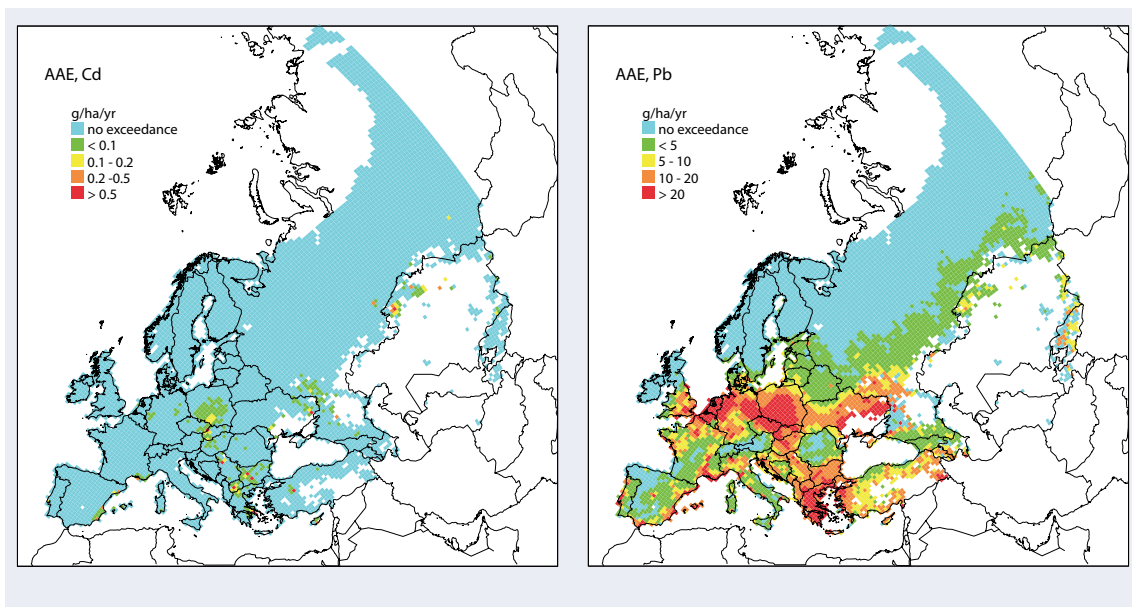 AAE, Cd
g/ha/yr
no exceedance
< 0.1
0.1 - 0.2
0.2 -0.5
> 0.5
AAE, Pb
g/ha/yr
no exceedance
< 5
5 - 10
10 - 20
> 20